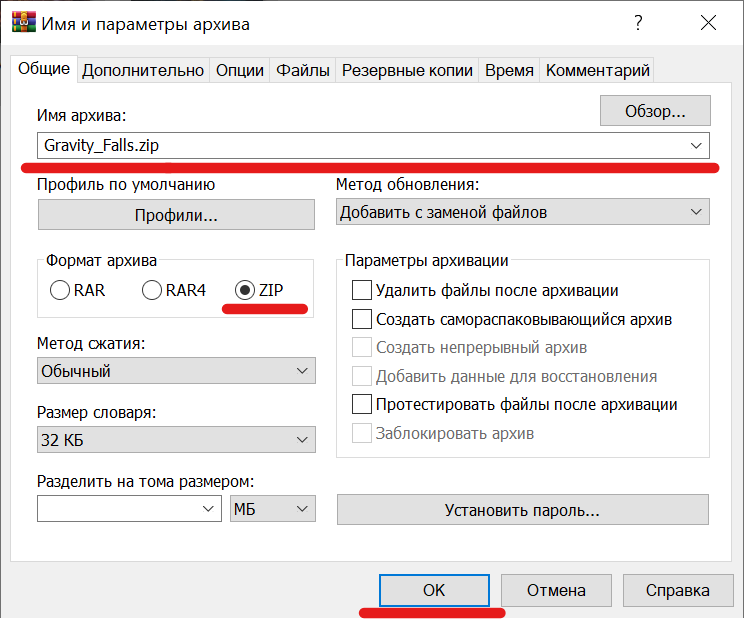 Имя и параметры архива
?
Общие Дополнительно Опции Файлы Резервные копии Время Комментарий
Имя архива:
Обзор...
Gravity_Falls.zip
Профиль по умолчанию
Метод обновления:
Профили...
Добавить с заменой файлов
Формат архива
Параметры архивации
RAR RAR4 ZIP
Удалить файлы после архивации
Создать самораспаковывающийся архив
Метод сжатия:
Создать непрерывный архив
Обычный
Добавить данные для восстановления
Размер словаря:
Протестировать файлы после архивации
32 КБ
Заблокировать архив
Разделить на тома размером:
МБ
Установить пароль...
ОК Отмена Справка